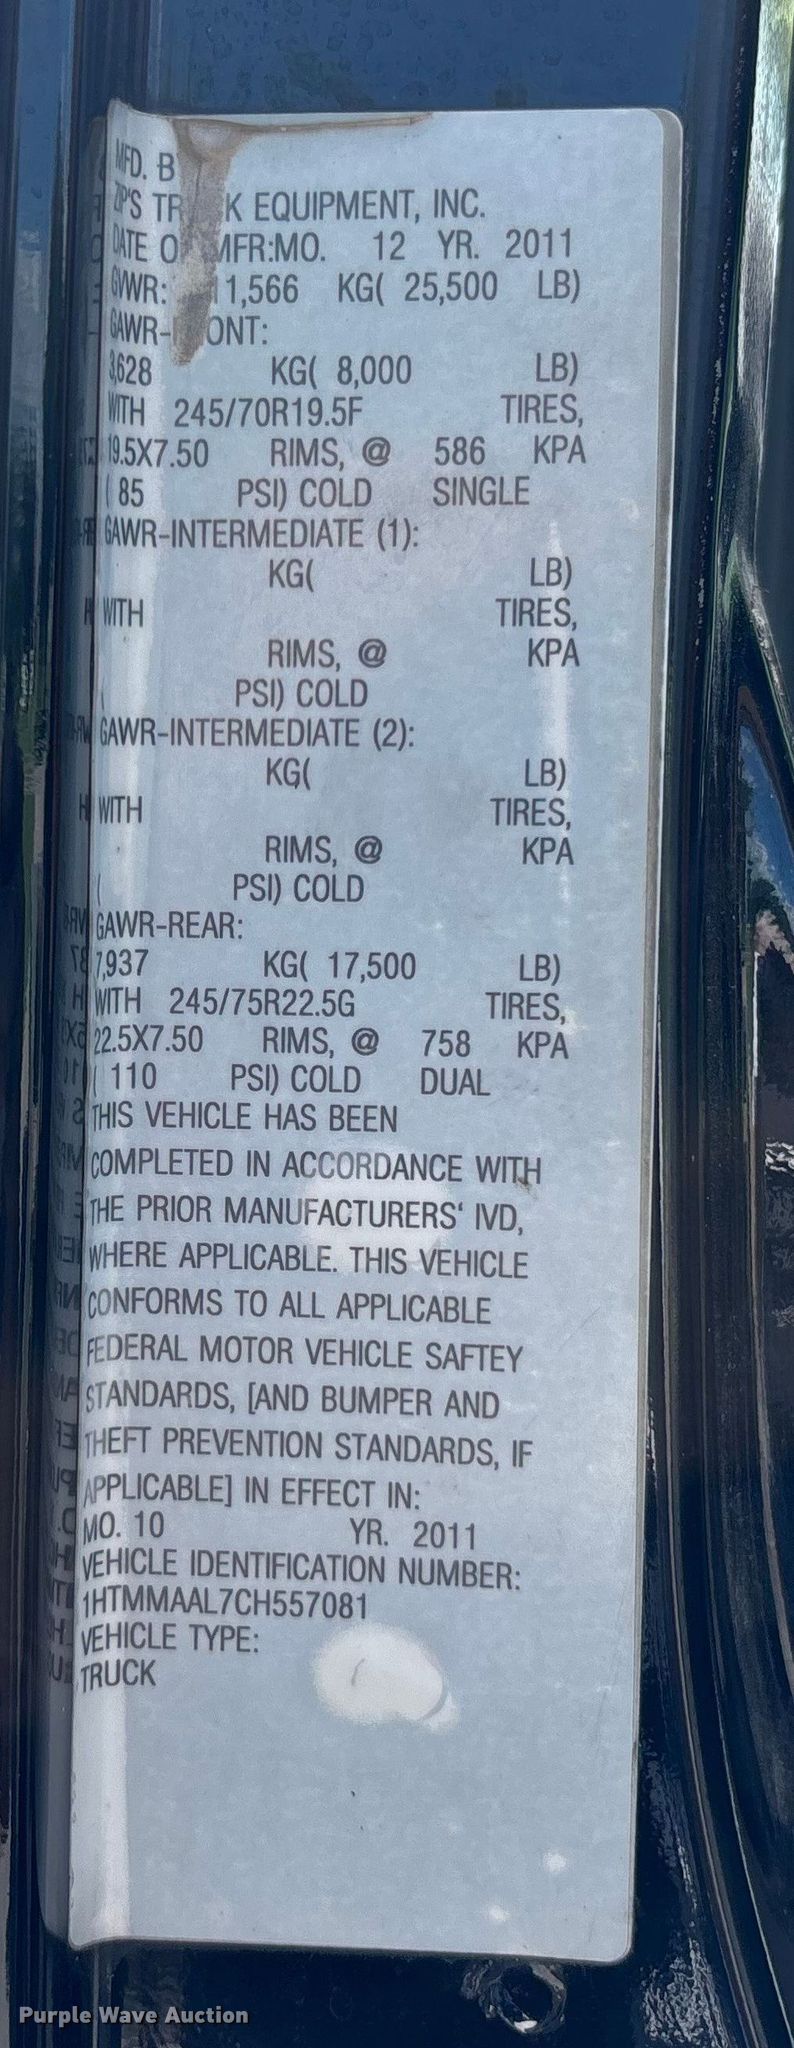 MFD. B
ZIP'S TR K EQUIPMENT, INC.
DATE O MFR:MO. 12 YR. 2011
GVWR: 11,566 KG( 25,500 LB)
GAWR- ONT:
3,628 KG( 8,000 LB)
WITH 245/70R19.5F TIRES,
19.5X7.50 RIMS, @ 586 KPA
( 85 PSI) COLD SINGLE
GAWR-INTERMEDIATE (1):
KG( LB)
WITH TIRES,
RIMS, @ KPA
( PSI) COLD
GAWR-INTERMEDIATE (2):
KG( LB)
WITH TIRES,
RIMS, @ KPA
( PSI) COLD
GAWR-REAR:
7,937 KG( 17,500 LB)
WITH 245/75R22.5G TIRES,
22.5X7.50 RIMS, @ 758 KPA
( 110 PSI) COLD DUAL
THIS VEHICLE HAS BEEN
COMPLETED IN ACCORDANCE WITH
THE PRIOR MANUFACTURERS' IVD,
WHERE APPLICABLE. THIS VEHICLE
CONFORMS TO ALL APPLICABLE
FEDERAL MOTOR VEHICLE SAFTEY
STANDARDS, [AND BUMPER AND
THEFT PREVENTION STANDARDS, IF
APPLICABLE] IN EFFECT IN:
MO. 10 YR. 2011
VEHICLE IDENTIFICATION NUMBER:
1HTMMAAL7CH557081
VEHICLE TYPE:
TRUCK
Purple Wave Auction